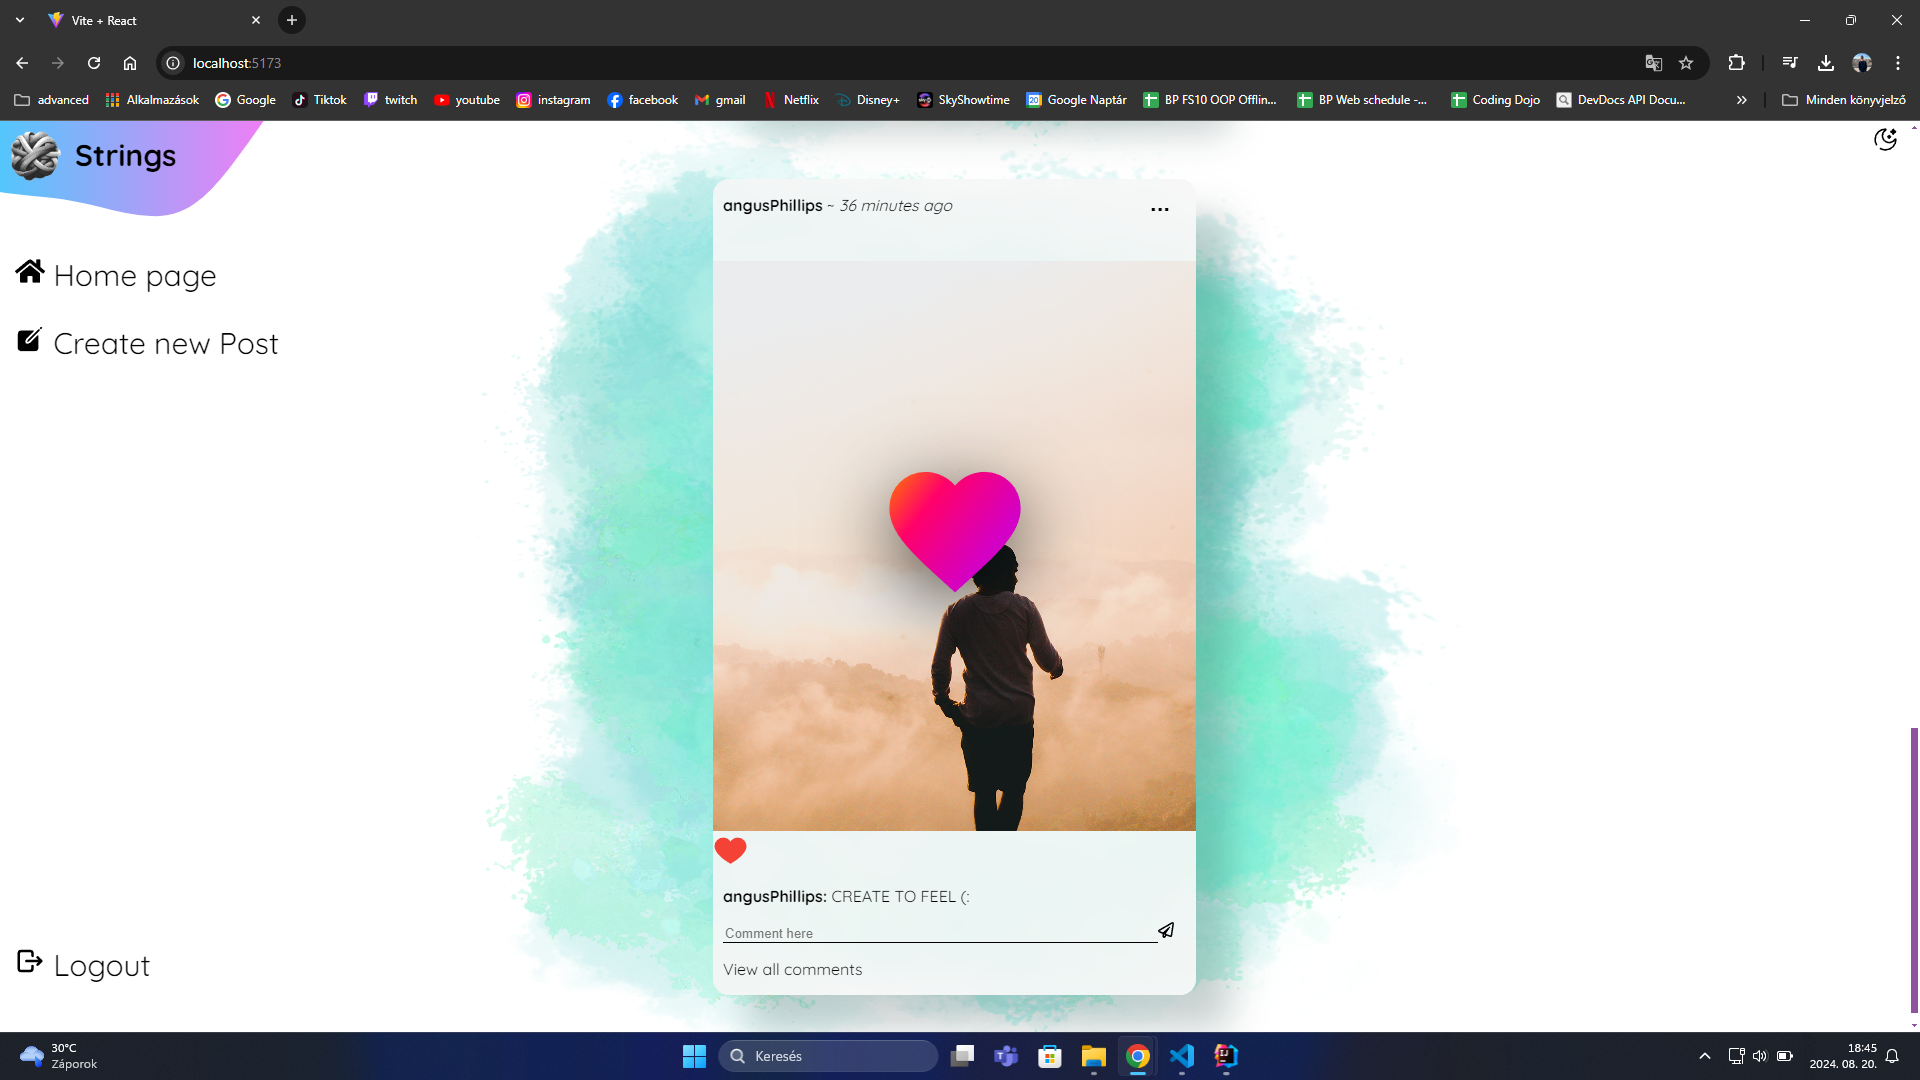 Vite + React
localhost:5173
advanced
Alkalmazások
Google
Tiktok
twitch
youtube
instagram
facebook
gmail
Netflix
Disney+
SkyShowtime
Google Naptár
BP FS10 OOP Offlin...
BP Web schedule -...
Coding Dojo
DevDocs API Docu...
Minden könyvjelző
Strings
Home page
Create new Post
Logout
angusPhillips ~ 36 minutes ago
...
angusPhillips: CREATE TO FEEL (:
Comment here
View all comments
30°C
Záporok
Keresés
18:45
2024. 08. 20.